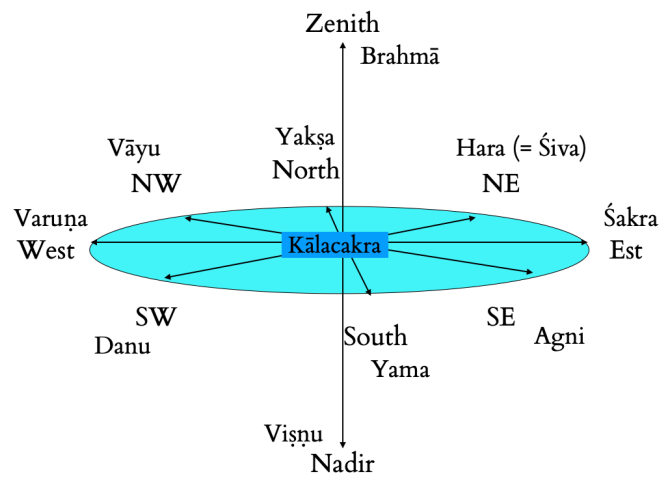 Zenith
Brahmā
Yakṣa
North
Vāyu
NW
Hara (= Śiva)
NE
Varuṇa
West
Kālacakra
Śakra
Est
SW
Danu
South
Yama
SE
Agni
Viṣṇu
Nadir